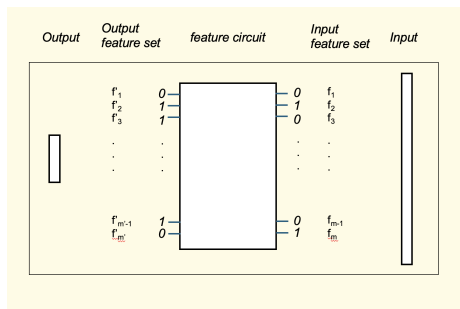 Output Output feature set feature circuit Input feature set Input
f'1 0 0 f1
f'2 1 1 f2
f'3 1 0 f3
. . . .
. . . .
. . . .
f'm'-1 1 0 fm-1
f'm' 0 1 fm